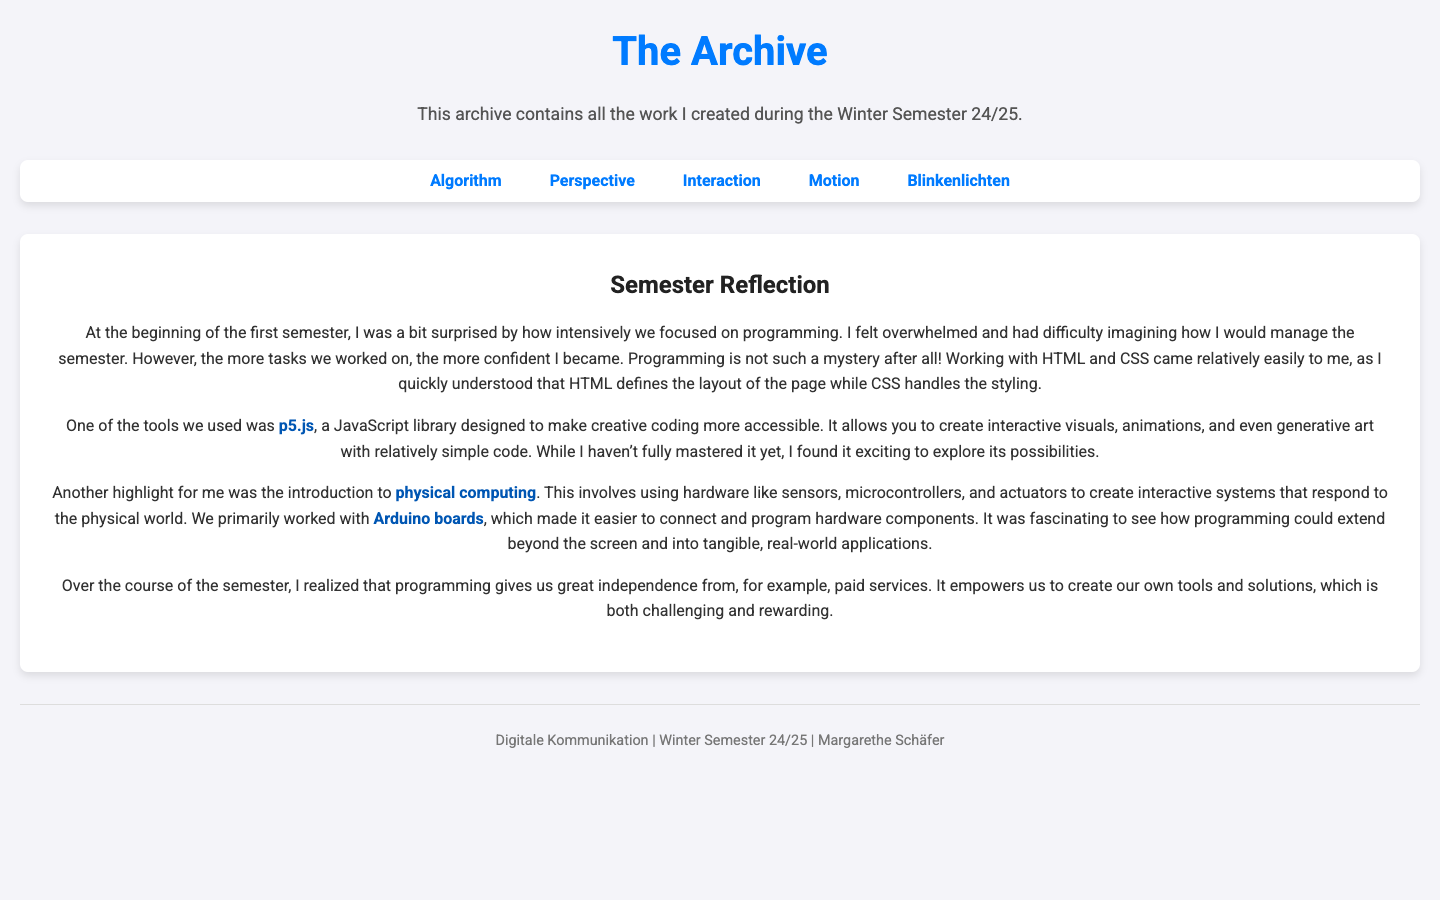 The Archive
This archive contains all the work I created during the Winter Semester 24/25.
Algorithm Perspective Interaction Motion Blinkenlichten
Semester Reflection
At the beginning of the first semester, I was a bit surprised by how intensively we focused on programming. I felt overwhelmed and had difficulty imagining how I would manage the
semester. However, the more tasks we worked on, the more confident I became. Programming is not such a mystery after all! Working with HTML and CSS came relatively easily to me, as I
quickly understood that HTML defines the layout of the page while CSS handles the styling.
One of the tools we used was p5.js, a JavaScript library designed to make creative coding more accessible. It allows you to create interactive visuals, animations, and even generative art
with relatively simple code. While I haven’t fully mastered it yet, I found it exciting to explore its possibilities.
Another highlight for me was the introduction to physical computing. This involves using hardware like sensors, microcontrollers, and actuators to create interactive systems that respond to
the physical world. We primarily worked with Arduino boards, which made it easier to connect and program hardware components. It was fascinating to see how programming could extend
beyond the screen and into tangible, real-world applications.
Over the course of the semester, I realized that programming gives us great independence from, for example, paid services. It empowers us to create our own tools and solutions, which is
both challenging and rewarding.
Digitale Kommunikation | Winter Semester 24/25 | Margarethe Schäfer